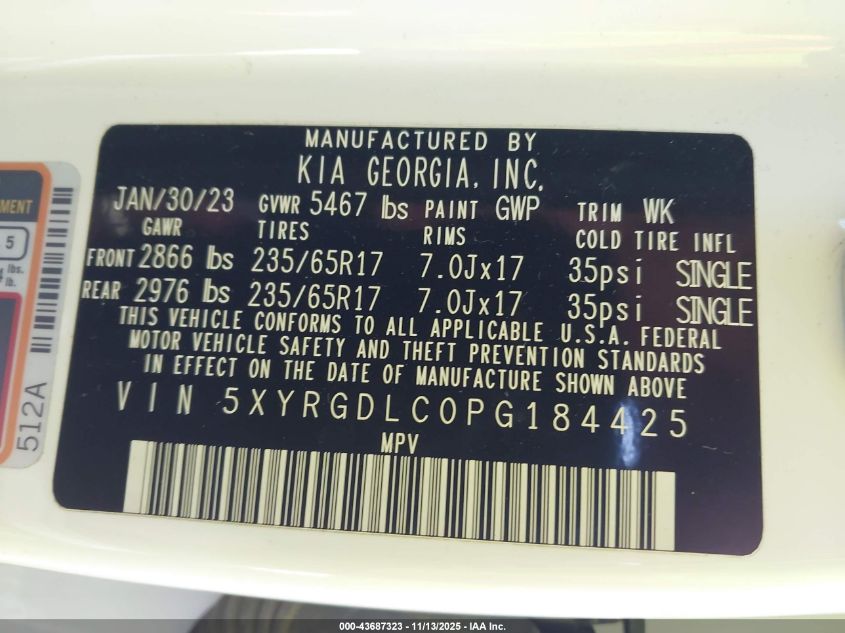 MANUFACTURED BY
KIA GEORGIA, INC.
JAN/30/23 GVWR 5467 lbs PAINT GWP TRIM WK
GAWR TIRES RIMS COLD TIRE INFL
FRONT 2866 lbs 235/65R17 7.0Jx17 35psi SINGLE
REAR 2976 lbs 235/65R17 7.0Jx17 35psi SINGLE
THIS VEHICLE CONFORMS TO ALL APPLICABLE U.S.A. FEDERAL
MOTOR VEHICLE SAFETY AND THEFT PREVENTION STANDARDS
IN EFFECT ON THE DATE OF MANUFACTURE SHOWN ABOVE
VIN 5XYRGDLC0PG184425
MPV
5
lbs.
lb.
512A
000-43687323 - 11/13/2025 - IAA Inc.